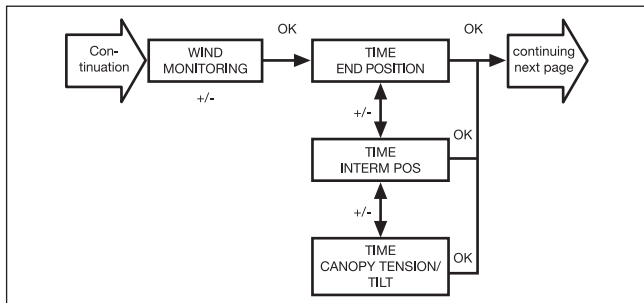 Con-
tinuation
WIND
MONITORING
+/-
OK
TIME
END POSITION
OK
continuing
next page
+/-
TIME
INTERM POS
OK
+/-
TIME
CANOPY TENSION/
TILT
OK